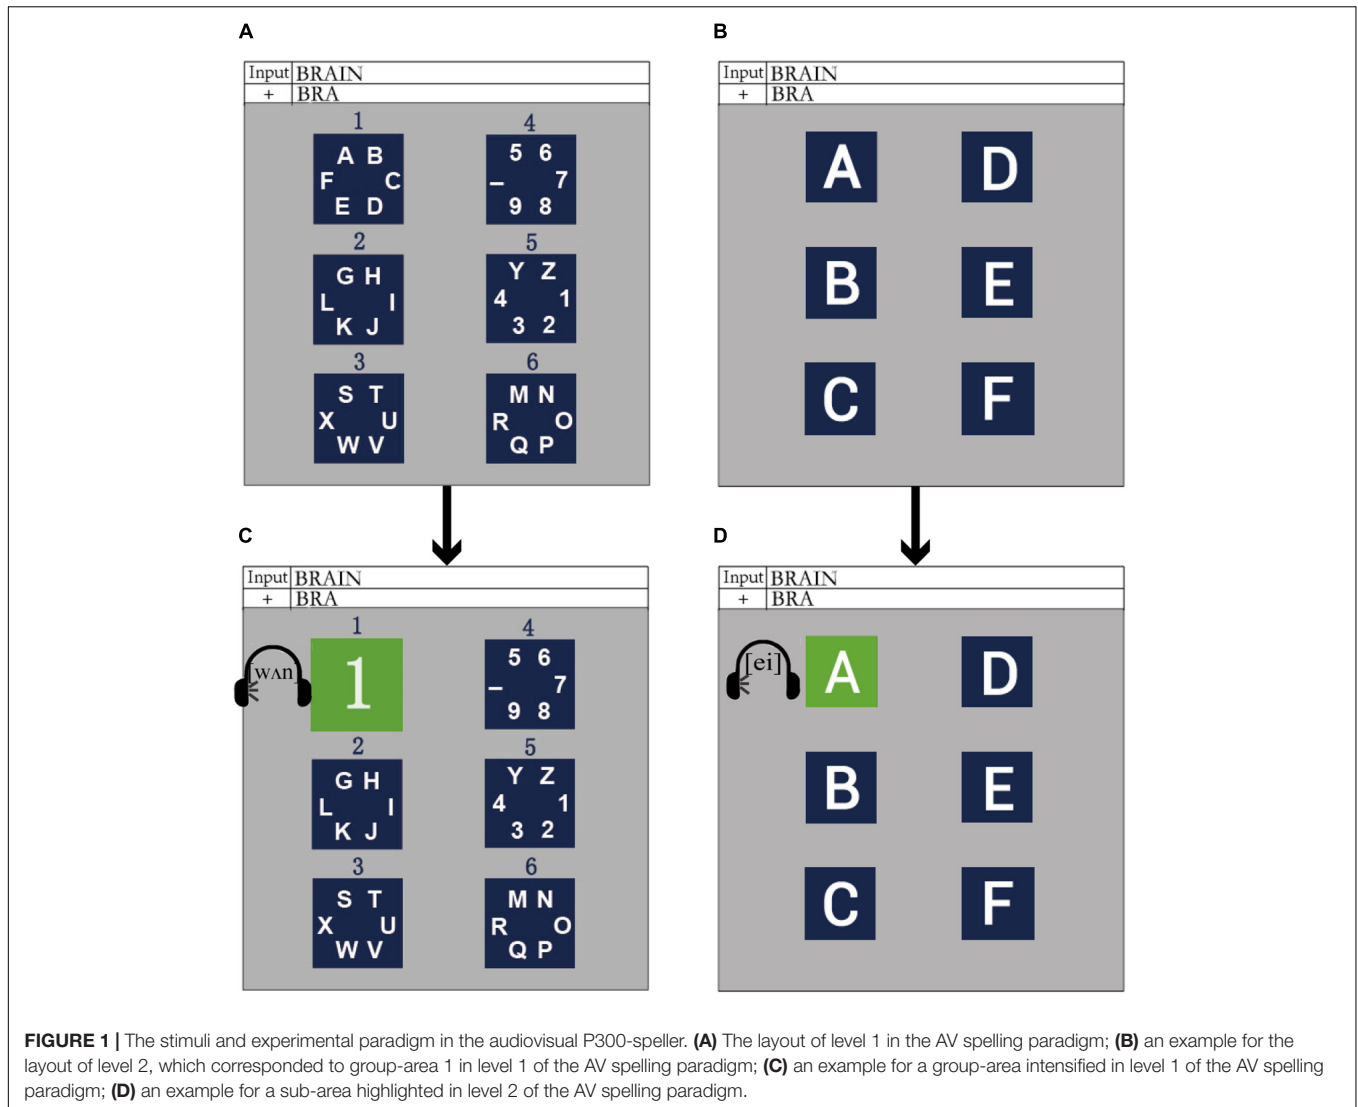 A
Input BRAIN
+ BRA
1
A B
F C
E D
4
5 6
– 7
9 8
2
G H
L I
K J
5
Y Z
4 1
3 2
3
S T
X U
W V
6
M N
R O
Q P
B
Input BRAIN
+ BRA
A D
B E
C F
C
Input BRAIN
+ BRA
1
[wʌn]
1
4
5 6
– 7
9 8
2
G H
L I
K J
5
Y Z
4 1
3 2
3
S T
X U
W V
6
M N
R O
Q P
D
Input BRAIN
+ BRA
[ei]
A D
B E
C F
FIGURE 1 | The stimuli and experimental paradigm in the audiovisual P300-speller. (A) The layout of level 1 in the AV spelling paradigm; (B) an example for the
layout of level 2, which corresponded to group-area 1 in level 1 of the AV spelling paradigm; (C) an example for a group-area intensified in level 1 of the AV spelling
paradigm; (D) an example for a sub-area highlighted in level 2 of the AV spelling paradigm.